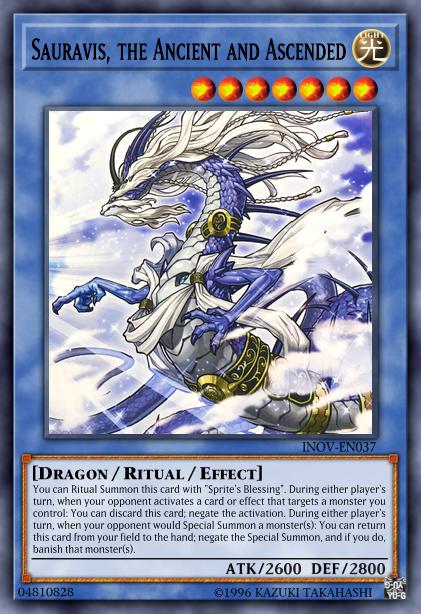 SAURAVIS, THE ANCIENT AND ASCENDED
LIGHT
光
INOV-EN037
[DRAGON / RITUAL / EFFECT]
You can Ritual Summon this card with "Sprite's Blessing". During either player's
turn, when your opponent activates a card or effect that targets a monster you
control: You can discard this card; negate the activation. During either player's
turn, when your opponent would Special Summon a monster(s): You can return
this card from your field to the hand; negate the Special Summon, and if you do,
banish that monster(s).
ATK/2600 DEF/2800
04810828
©1996 KAZUKI TAKAHASHI